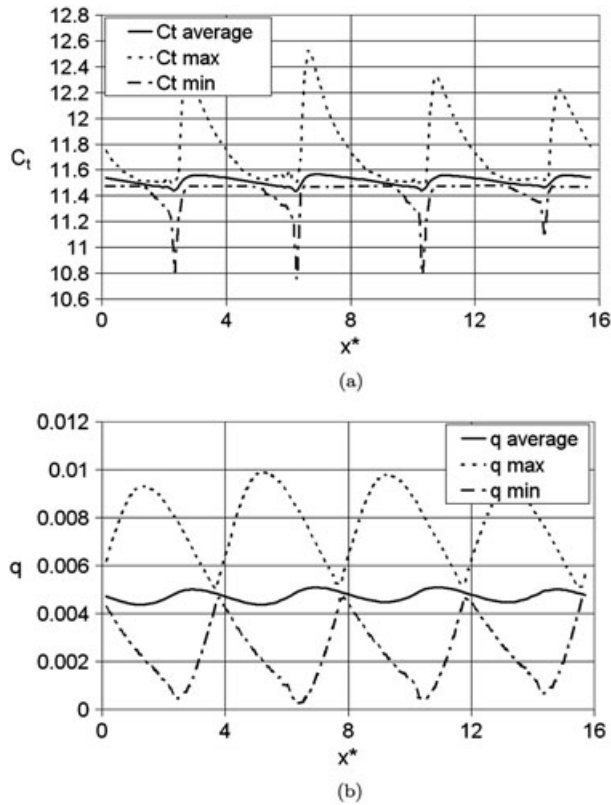 12.8
12.6
12.4
12.2
12
11.8
11.6
11.4
11.2
11
10.8
10.6
Ct
Ct average
Ct max
Ct min
0 4 8 12 16
x*
(a)
0.012
0.01
0.008
0.006
0.004
0.002
0
q
q average
q max
q min
0 4 8 12 16
x*
(b)